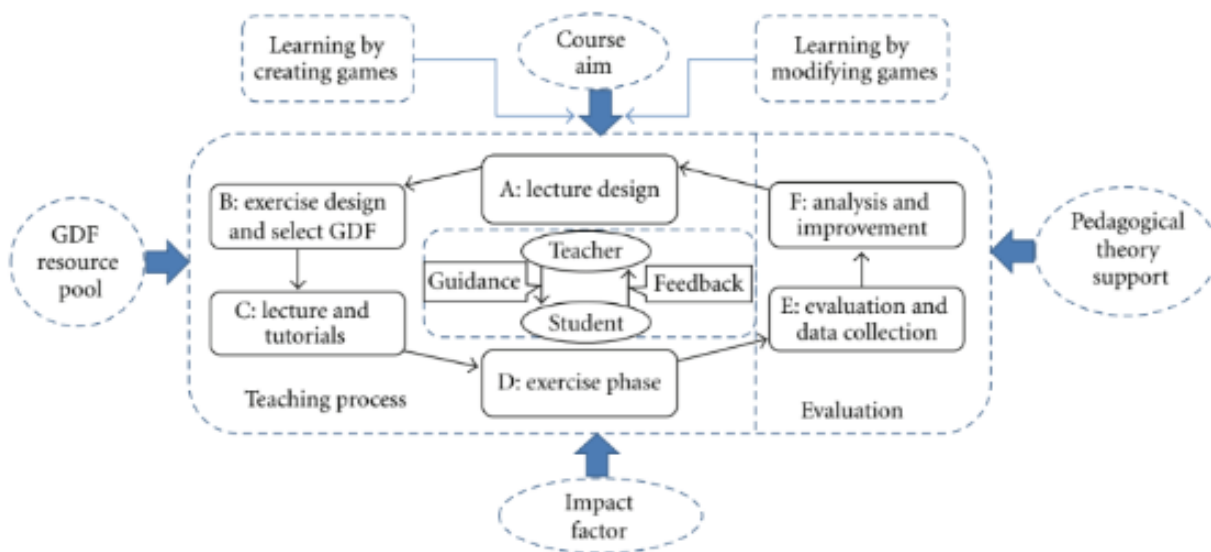 Learning by
creating games
Course
aim
Learning by
modifying games
A: lecture design
B: exercise design
and select GDF
F: analysis and
improvement
GDF
resource
pool
Pedagogical
theory
support
Teacher
Guidance
Feedback
Student
C: lecture and
tutorials
E: evaluation and
data collection
D: exercise phase
Teaching process
Evaluation
Impact
factor